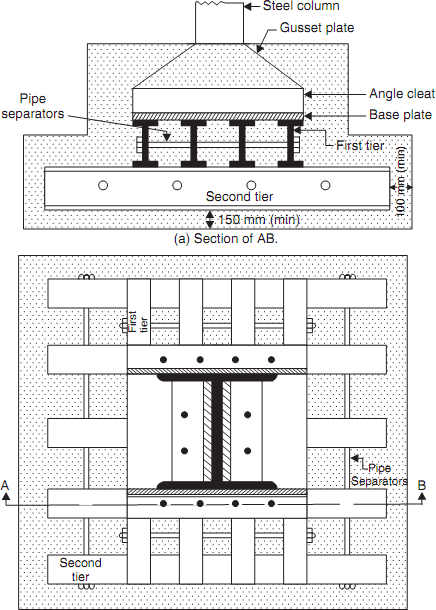 Steel column
Gusset plate
Angle cleat
Base plate
Pipe
separators
First tier
Second tier
100 mm (min)
150 mm (min)
(a) Section of AB.
First
tier
A
B
Pipe
Separators
Second
tier